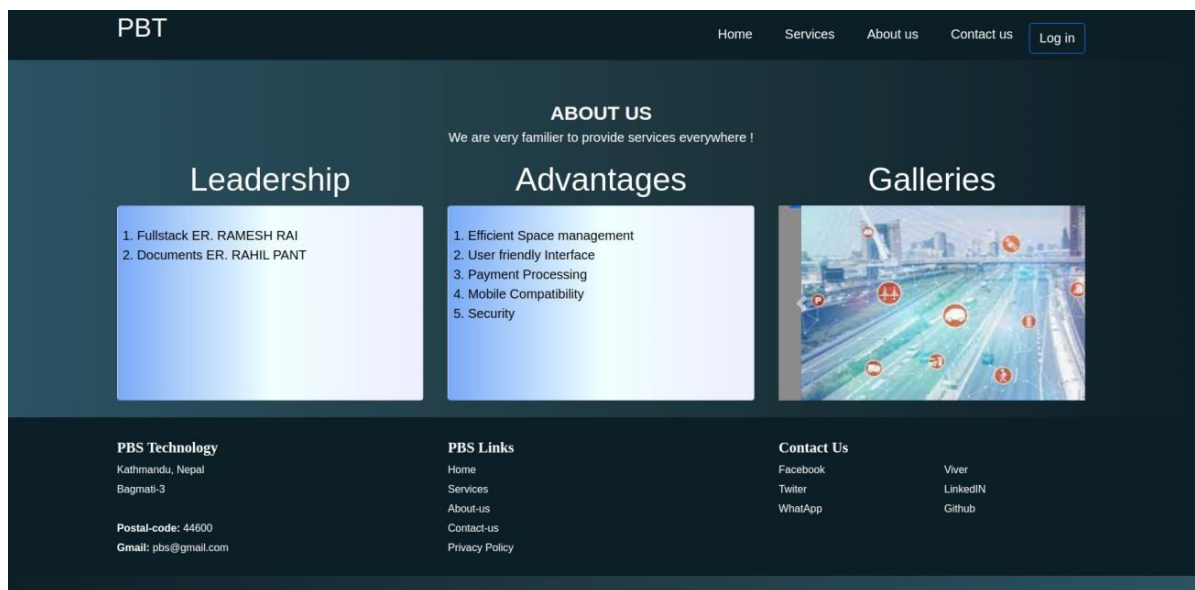 PBT
Home Services About us Contact us Log in
ABOUT US
We are very familier to provide services everywhere !
Leadership
1. Fullstack ER. RAMESH RAI
2. Documents ER. RAHIL PANT
Advantages
1. Efficient Space management
2. User friendly Interface
3. Payment Processing
4. Mobile Compatibility
5. Security
Galleries
P
PBS Technology
Kathmandu, Nepal
Bagmati-3
Postal-code: 44600
Gmail: pbs@gmail.com
PBS Links
Home
Services
About-us
Contact-us
Privacy Policy
Contact Us
Facebook Viver
Twiter LinkedIN
WhatApp Github